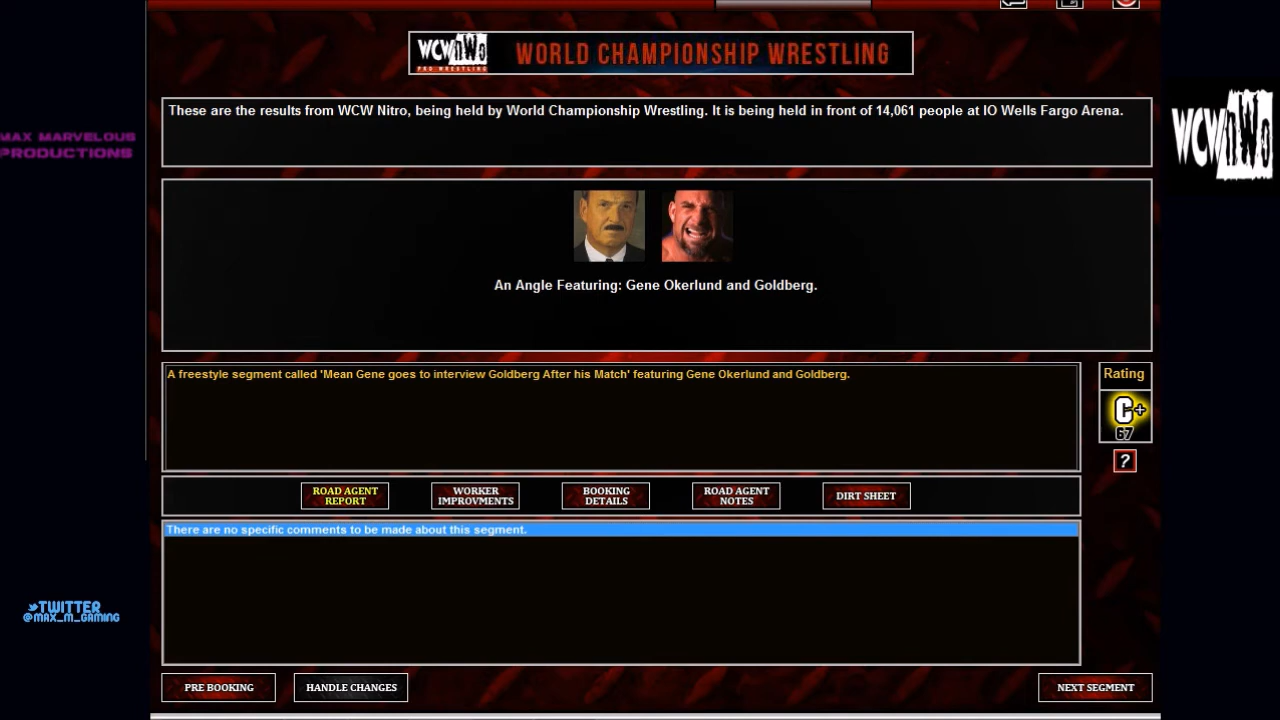 WCW nWo
PRO WRESTLING
WORLD CHAMPIONSHIP WRESTLING
These are the results from WCW Nitro, being held by World Championship Wrestling. It is being held in front of 14,061 people at IO Wells Fargo Arena.
MAX MARVELOUS
PRODUCTIONS
WCW nWo
An Angle Featuring: Gene Okerlund and Goldberg.
A freestyle segment called 'Mean Gene goes to interview Goldberg After his Match' featuring Gene Okerlund and Goldberg.
Rating
C+
67
?
ROAD AGENT
REPORT
WORKER
IMPROVMENTS
BOOKING
DETAILS
ROAD AGENT
NOTES
DIRT SHEET
There are no specific comments to be made about this segment.
TWITTER
@MAX_M_GAMING
PRE BOOKING
HANDLE CHANGES
NEXT SEGMENT